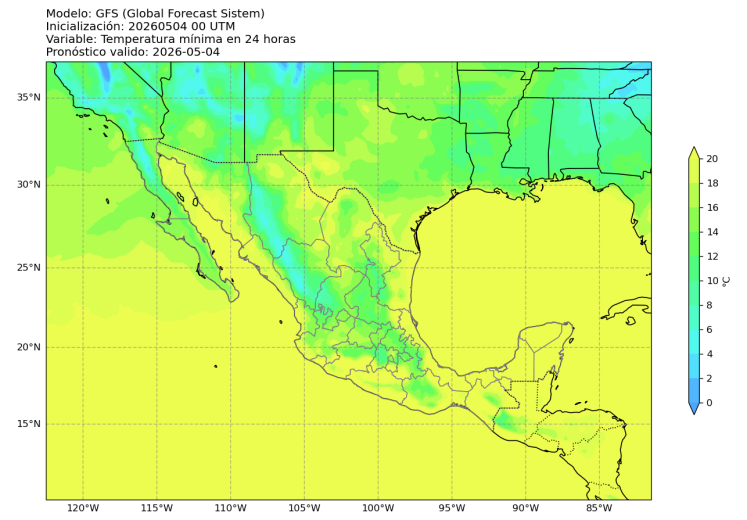 Modelo: GFS (Global Forecast Sistem)
Inicialización: 20260504 00 UTM
Variable: Temperatura mínima en 24 horas
Pronóstico valido: 2026-05-04
35°N
30°N
25°N
20°N
15°N
120°W 115°W 110°W 105°W 100°W 95°W 90°W 85°W
20
18
16
14
12
10
8
6
4
2
0
°C